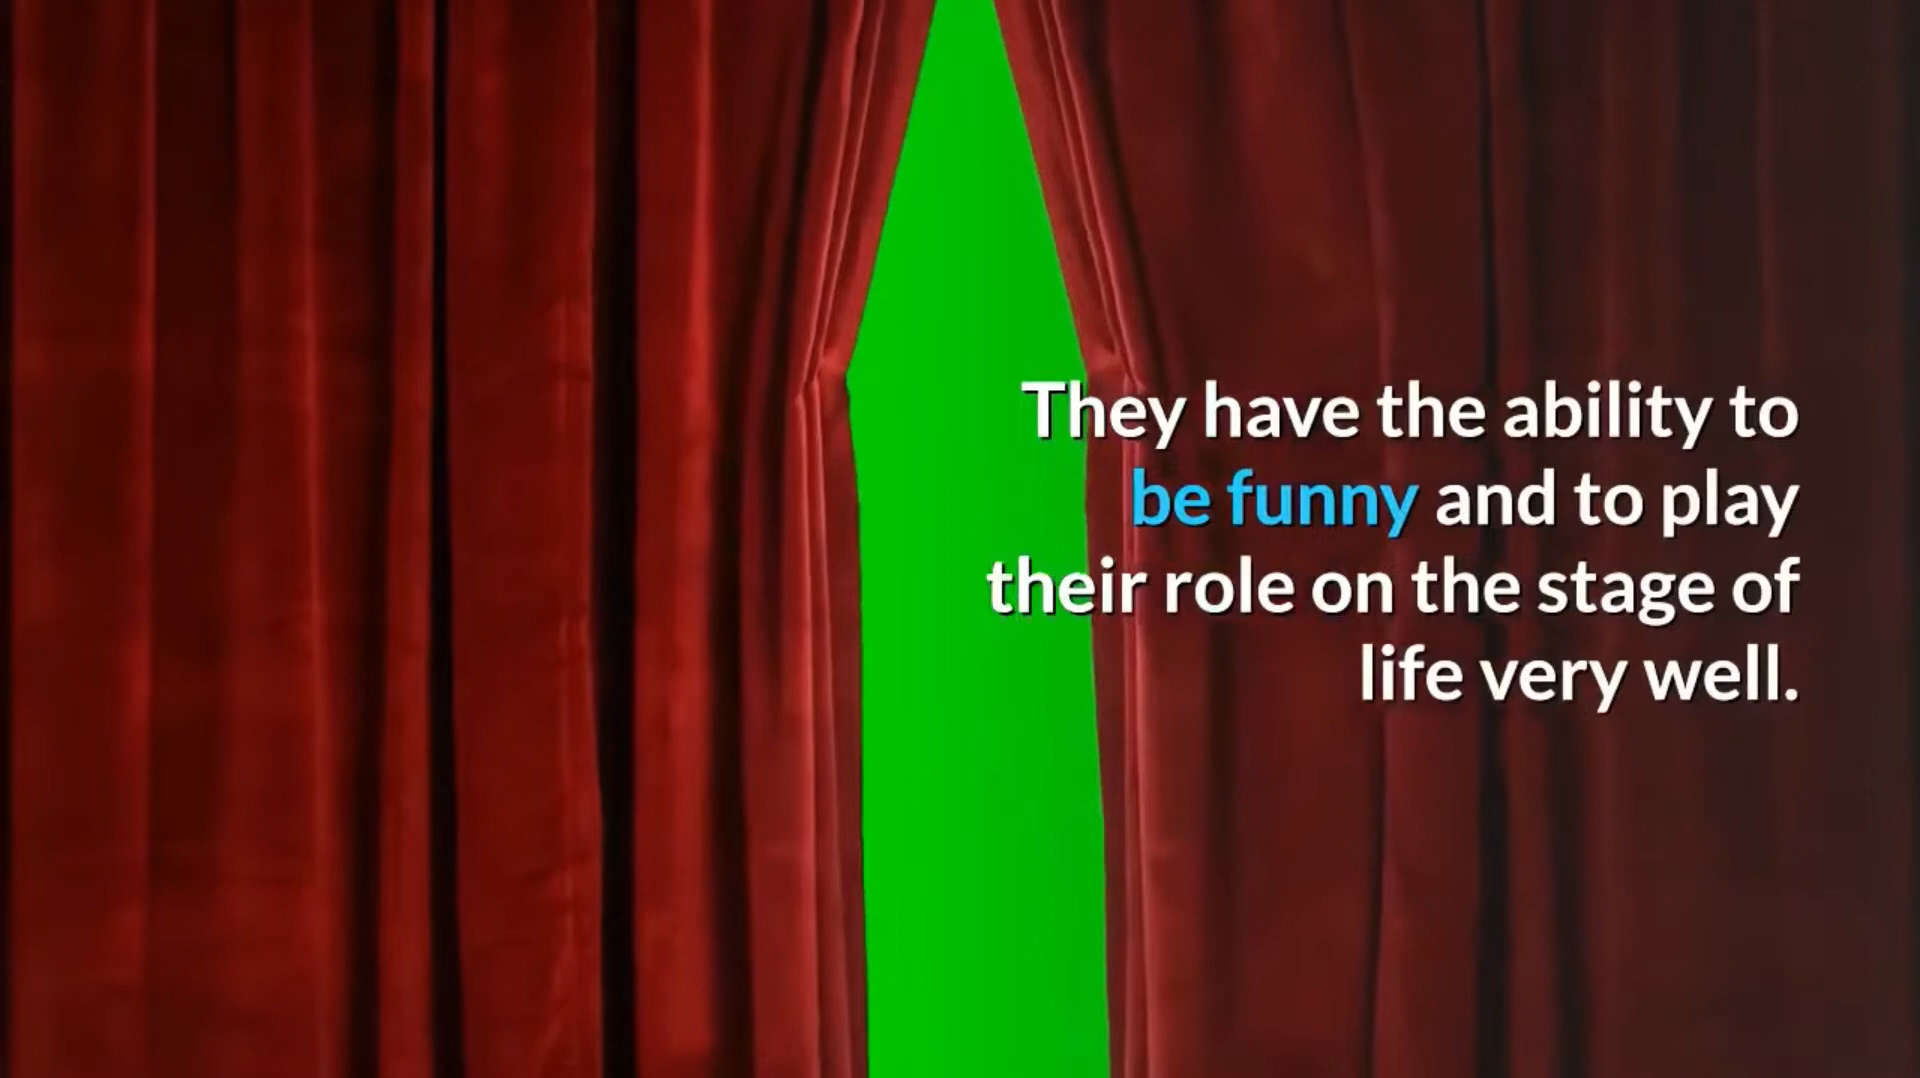 They have the ability to
be funny and to play
their role on the stage of
life very well.